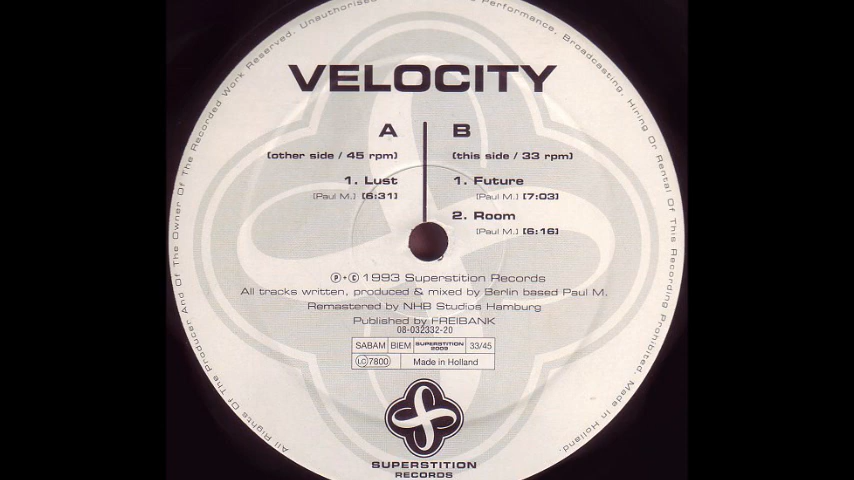 All Rights Of The Producer And Of The Owner Of The Recorded Work Reserved. Unauthorised Performance, Broadcasting, Hiring Or Rental Of This Recording Prohibited. Made in Holland.
VELOCITY
A
(other side / 45 rpm)
1. Lust
[Paul M.] [6:31]
B
(this side / 33 rpm)
1. Future
[Paul M.] [7:03]
2. Room
[Paul M.] [6:16]
Ⓟ+© 1993 Superstition Records
All tracks written, produced & mixed by Berlin based Paul M.
Remastered by NHB Studios Hamburg
Published by FREIBANK
08-032332-20
SABAM BIEM SUPERSTITION 2003 33/45
LC 7800 Made in Holland
SUPERSTITION
RECORDS